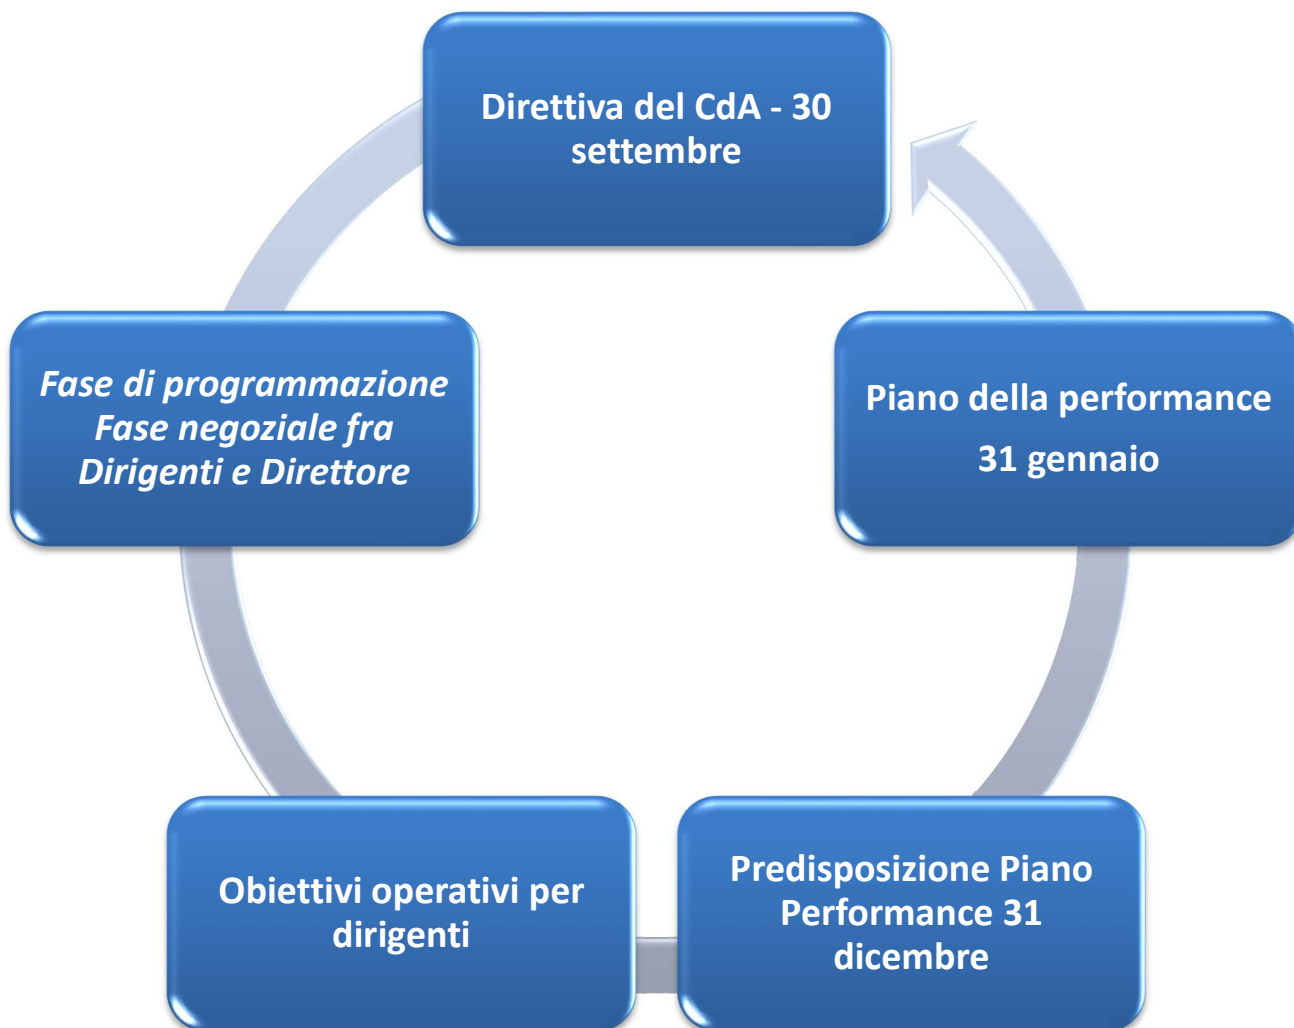 Direttiva del CdA - 30
settembre
Fase di programmazione
Fase negoziale fra
Dirigenti e Direttore
Piano della performance
31 gennaio
Obiettivi operativi per
dirigenti
Predisposizione Piano
Performance 31
dicembre